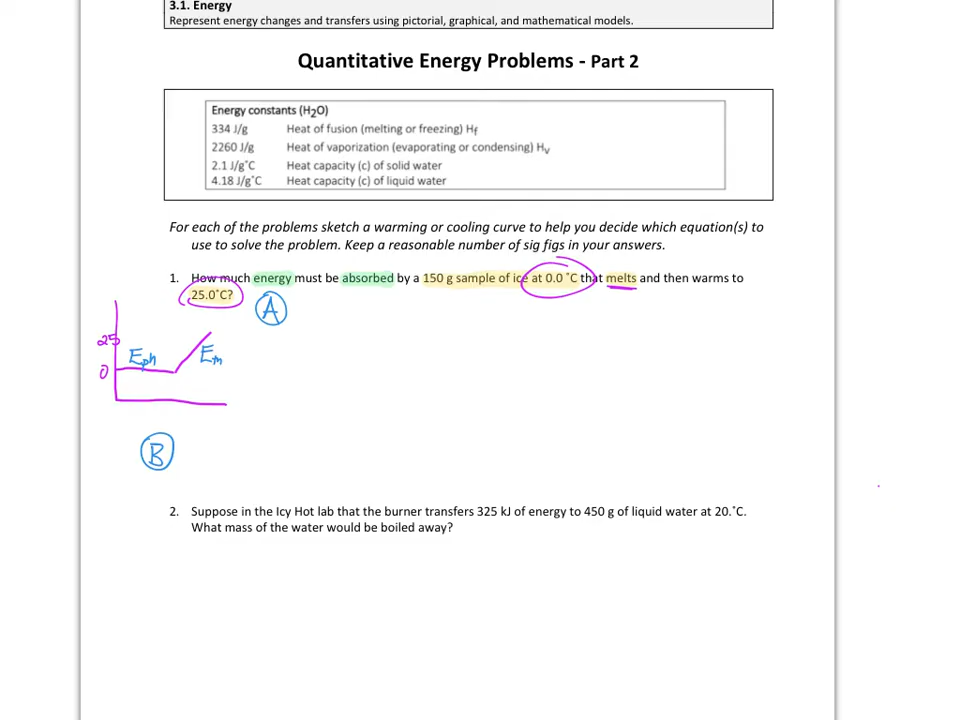 3.1. Energy
Represent energy changes and transfers using pictorial, graphical, and mathematical models.
Quantitative Energy Problems - Part 2
Energy constants (H₂O)
334 J/g Heat of fusion (melting or freezing) Hf
2260 J/g Heat of vaporization (evaporating or condensing) Hv
2.1 J/g˚C Heat capacity (c) of solid water
4.18 J/g˚C Heat capacity (c) of liquid water
For each of the problems sketch a warming or cooling curve to help you decide which equation(s) to
use to solve the problem. Keep a reasonable number of sig figs in your answers.
1. How much energy must be absorbed by a 150 g sample of ice at 0.0 ˚C that melts and then warms to
25.0˚C?
A
25
Eph Eth
0
B
2. Suppose in the Icy Hot lab that the burner transfers 325 kJ of energy to 450 g of liquid water at 20.˚C.
What mass of the water would be boiled away?